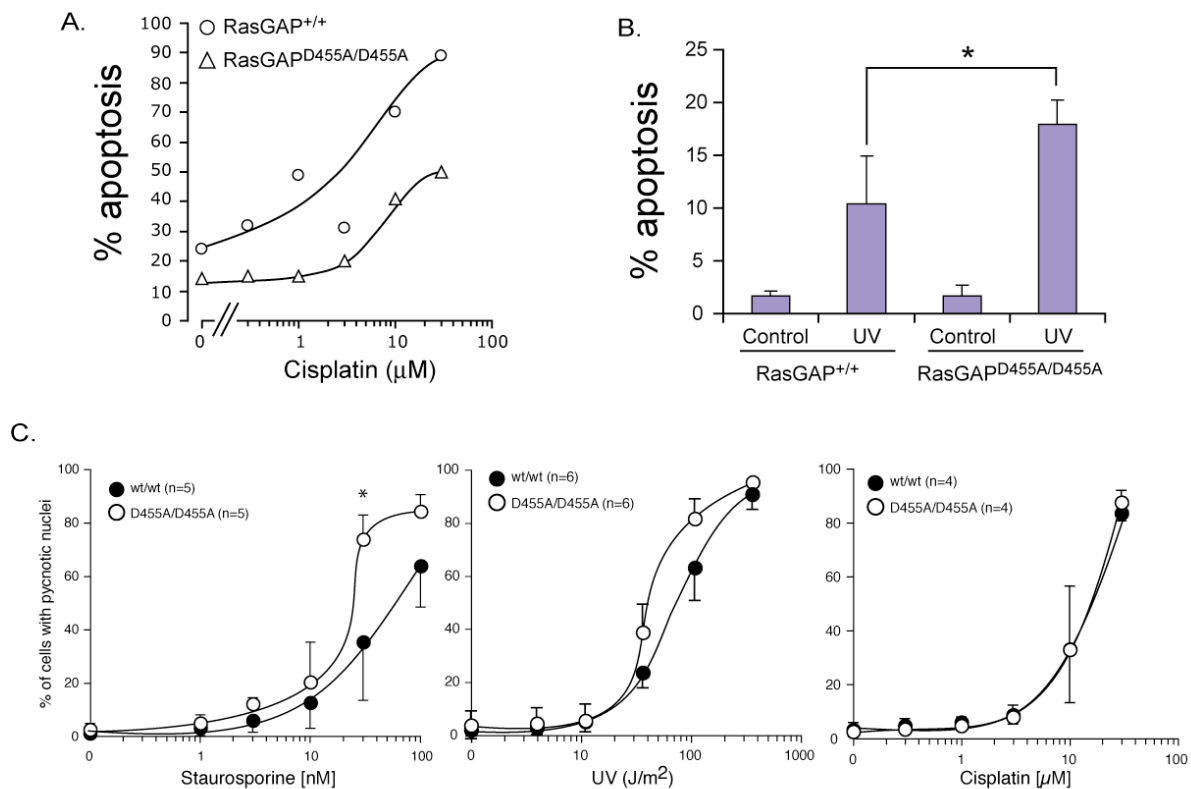 A.
RasGAP+/+
RasGAPD455A/D455A
100
90
80
70
60
50
40
30
20
10
0
% apoptosis
0
1
10
100
Cisplatin (μM)
B.
25
20
15
10
5
0
% apoptosis
*
Control
UV
Control
UV
RasGAP+/+
RasGAPD455A/D455A
C.
100
80
60
40
20
0
% of cells with pycnotic nuclei
wt/wt (n=5)
D455A/D455A (n=5)
*
0
1
10
100
Staurosporine [nM]
100
80
60
40
20
0
wt/wt (n=6)
D455A/D455A (n=6)
0
10
100
1000
UV (J/m2)
100
80
60
40
20
0
wt/wt (n=4)
D455A/D455A (n=4)
0
1
10
100
Cisplatin [μM]